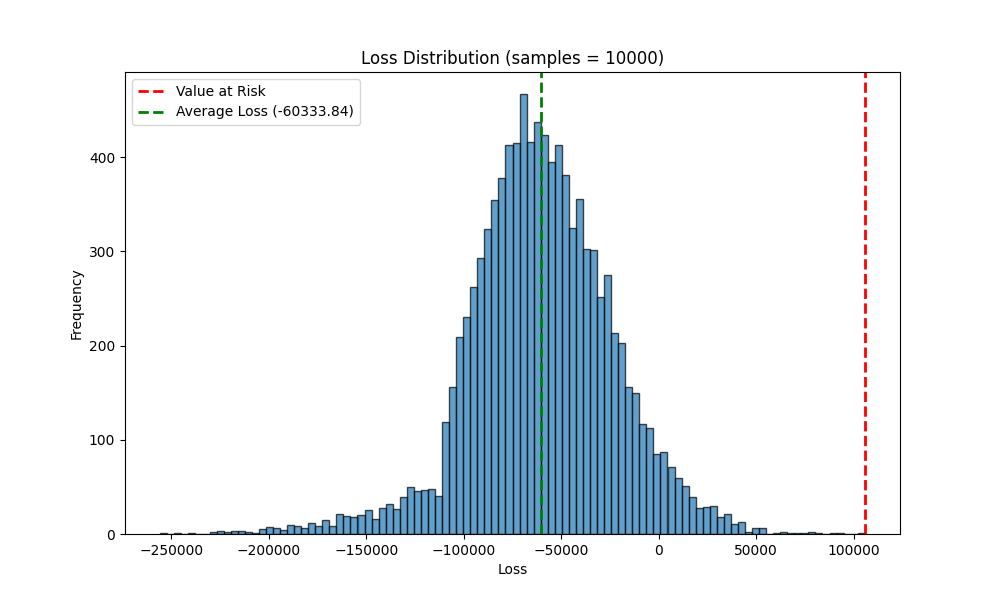 Loss Distribution (samples = 10000)
Value at Risk
Average Loss (-60333.84)
Frequency
400
300
200
100
0
−250000 −200000 −150000 −100000 −50000 0 50000 100000
Loss